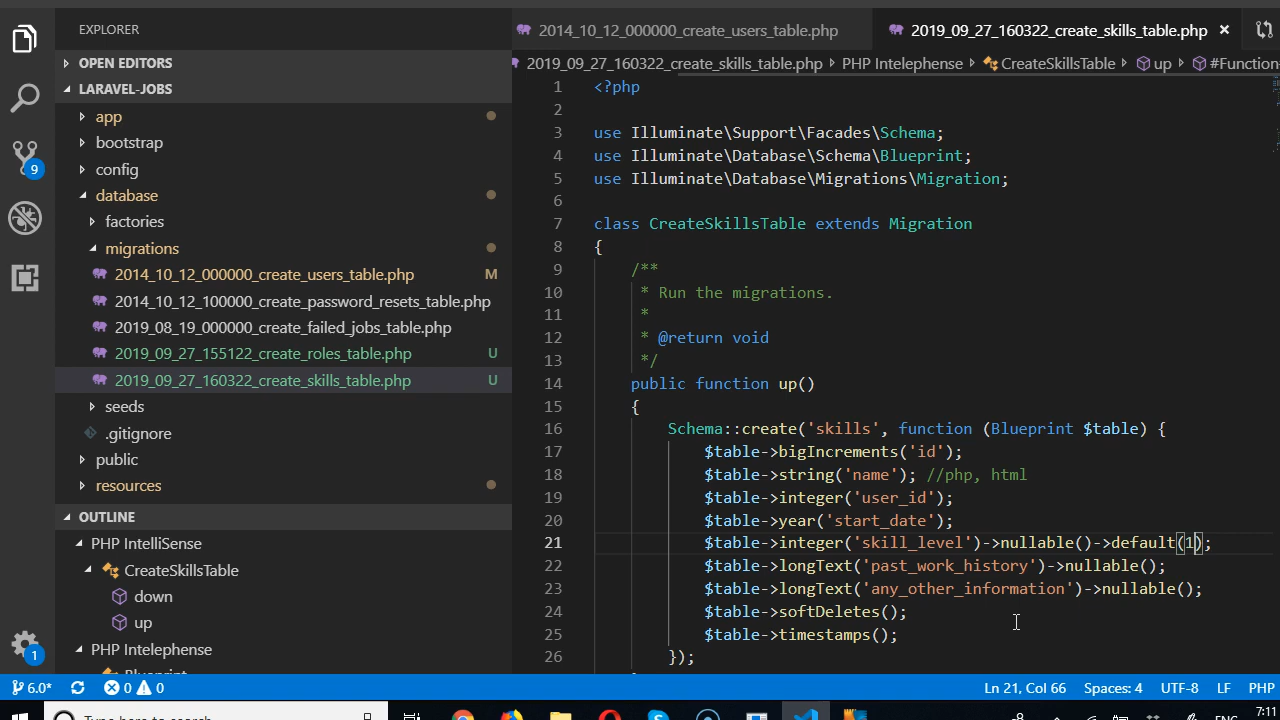 EXPLORER
OPEN EDITORS
LARAVEL-JOBS
app
bootstrap
config
database
factories
migrations
2014_10_12_000000_create_users_table.php M
2014_10_12_100000_create_password_resets_table.php
2019_08_19_000000_create_failed_jobs_table.php
2019_09_27_155122_create_roles_table.php U
2019_09_27_160322_create_skills_table.php U
seeds
.gitignore
public
resources
OUTLINE
PHP IntelliSense
CreateSkillsTable
down
up
PHP Intelephense
Blueprint
9
1
2014_10_12_000000_create_users_table.php
2019_09_27_160322_create_skills_table.php ×
2019_09_27_160322_create_skills_table.php PHP Intelephense CreateSkillsTable up #Function
1 <?php
2
3 use Illuminate\Support\Facades\Schema;
4 use Illuminate\Database\Schema\Blueprint;
5 use Illuminate\Database\Migrations\Migration;
6
7 class CreateSkillsTable extends Migration
8 {
9 /**
10 * Run the migrations.
11 *
12 * @return void
13 */
14 public function up()
15 {
16 Schema::create('skills', function (Blueprint $table) {
17 $table->bigIncrements('id');
18 $table->string('name'); //php, html
19 $table->integer('user_id');
20 $table->year('start_date');
21 $table->integer('skill_level')->nullable()->default(1);
22 $table->longText('past_work_history')->nullable();
23 $table->longText('any_other_information')->nullable();
24 $table->softDeletes();
25 $table->timestamps();
26 });
6.0* 0 0 Ln 21, Col 66 Spaces: 4 UTF-8 LF PHP
Type here to search
ENG
7:11